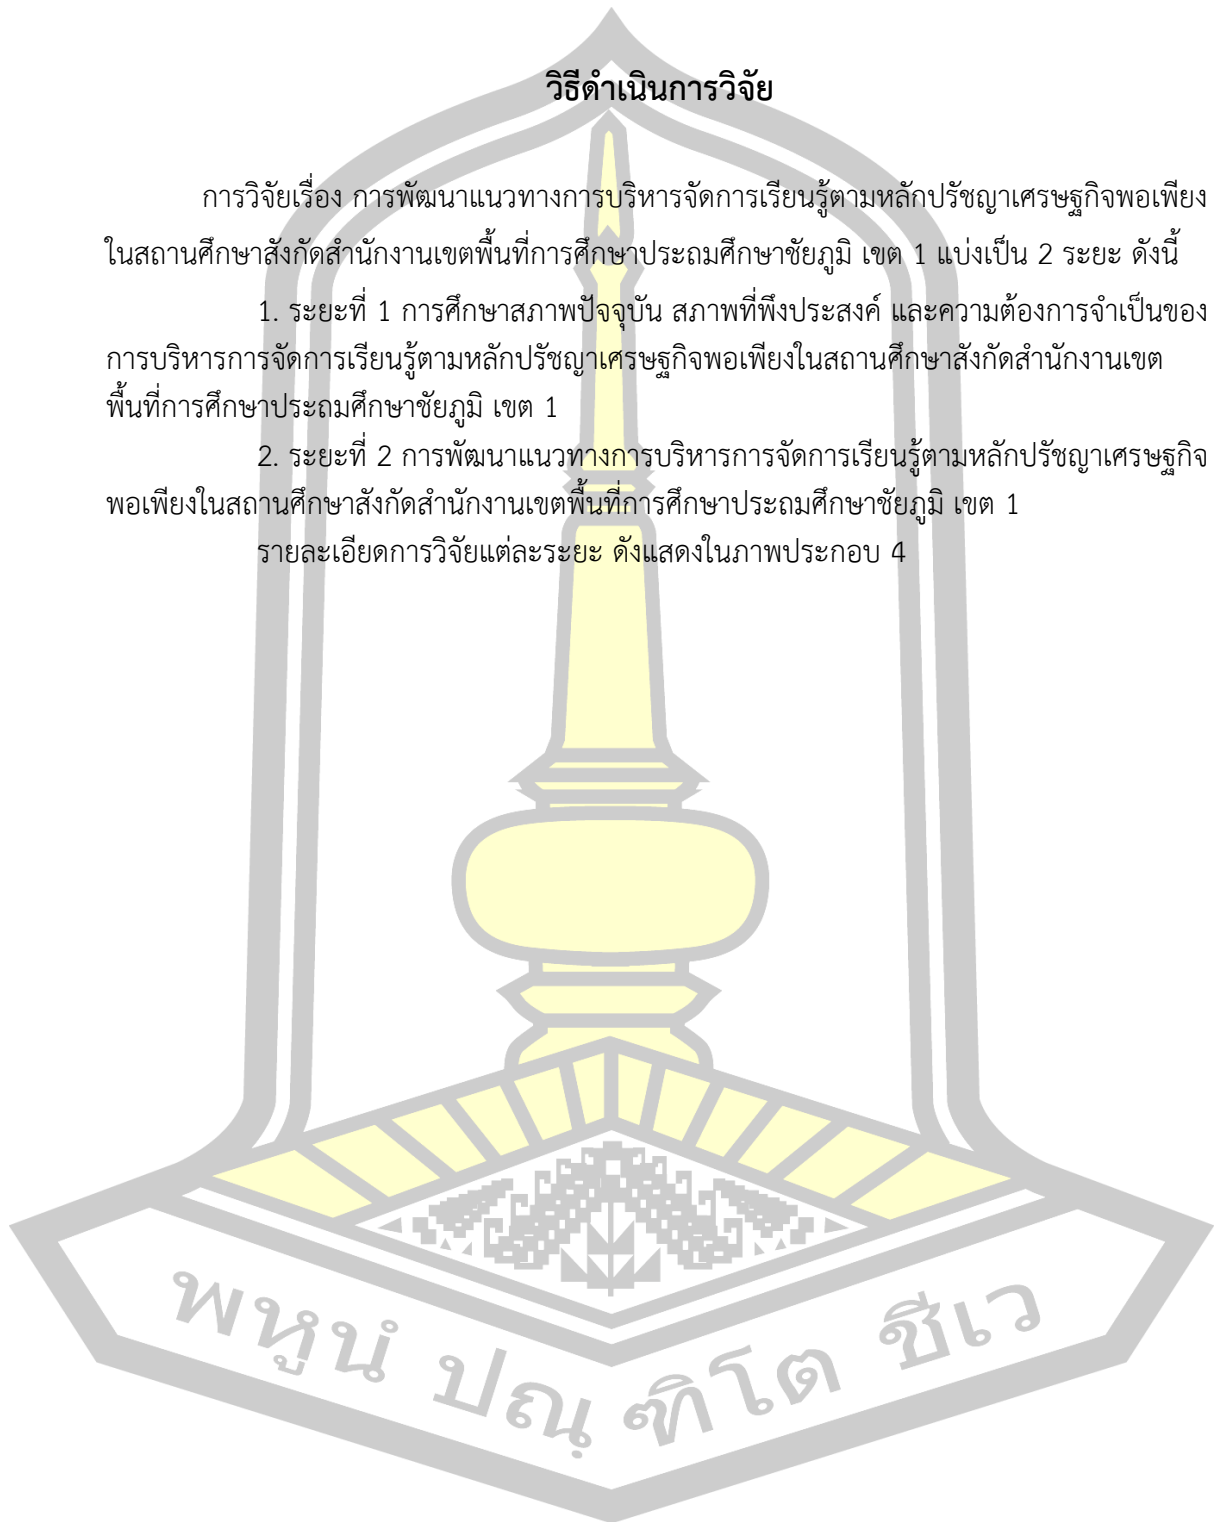 วิธีดำเนินการวิจัย
การวิจัยเรื่อง การพัฒนาแนวทางการบริหารจัดการเรียนรู้ตามหลักปรัชญาเศรษฐกิจพอเพียง
ในสถานศึกษาสังกัดสำนักงานเขตพื้นที่การศึกษาประถมศึกษาชัยภูมิ เขต 1 แบ่งเป็น 2 ระยะ ดังนี้
1. ระยะที่ 1 การศึกษาสภาพปัจจุบัน สภาพที่พึงประสงค์ และความต้องการจำเป็นของ
การบริหารการจัดการเรียนรู้ตามหลักปรัชญาเศรษฐกิจพอเพียงในสถานศึกษาสังกัดสำนักงานเขต
พื้นที่การศึกษาประถมศึกษาชัยภูมิ เขต 1
2. ระยะที่ 2 การพัฒนาแนวทางการบริหารการจัดการเรียนรู้ตามหลักปรัชญาเศรษฐกิจ
พอเพียงในสถานศึกษาสังกัดสำนักงานเขตพื้นที่การศึกษาประถมศึกษาชัยภูมิ เขต 1
รายละเอียดการวิจัยแต่ละระยะ ดังแสดงในภาพประกอบ 4
พหูนํ ปณฺ ฑิโต ชีเว